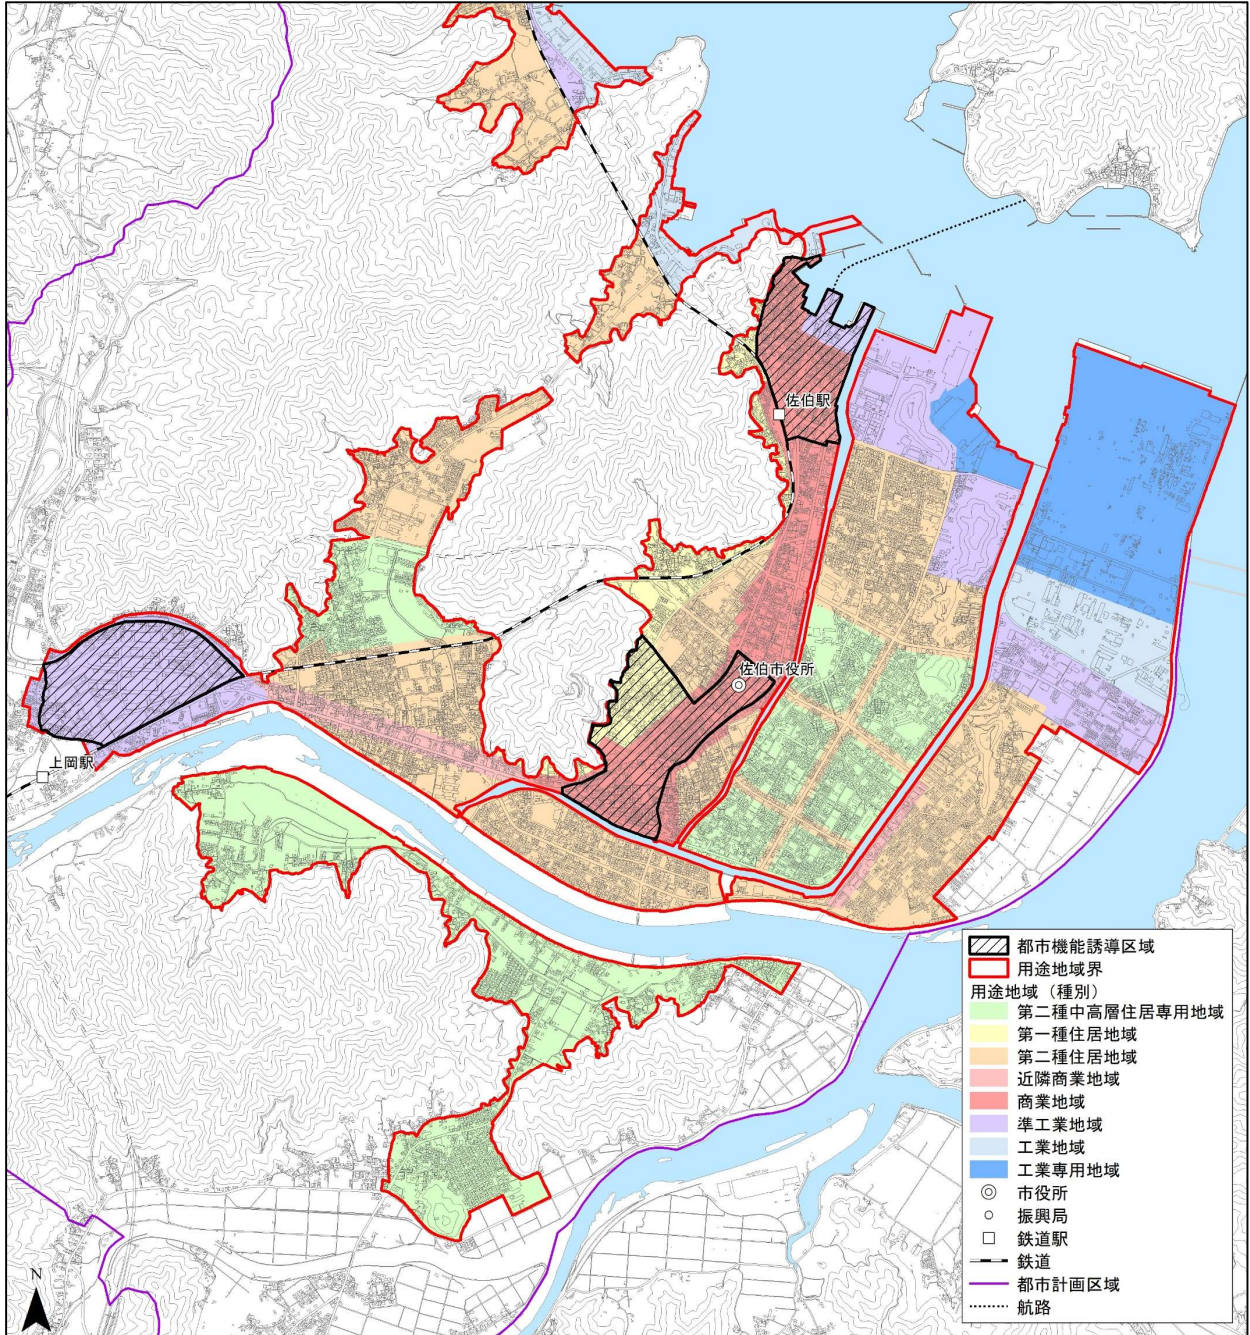 佐伯駅
佐伯市役所
上岡駅
都市機能誘導区域
用途地域界
用途地域（種別）
第二種中高層住居専用地域
第一種住居地域
第二種住居地域
近隣商業地域
商業地域
準工業地域
工業地域
工業専用地域
市役所
振興局
鉄道駅
鉄道
都市計画区域
航路
N